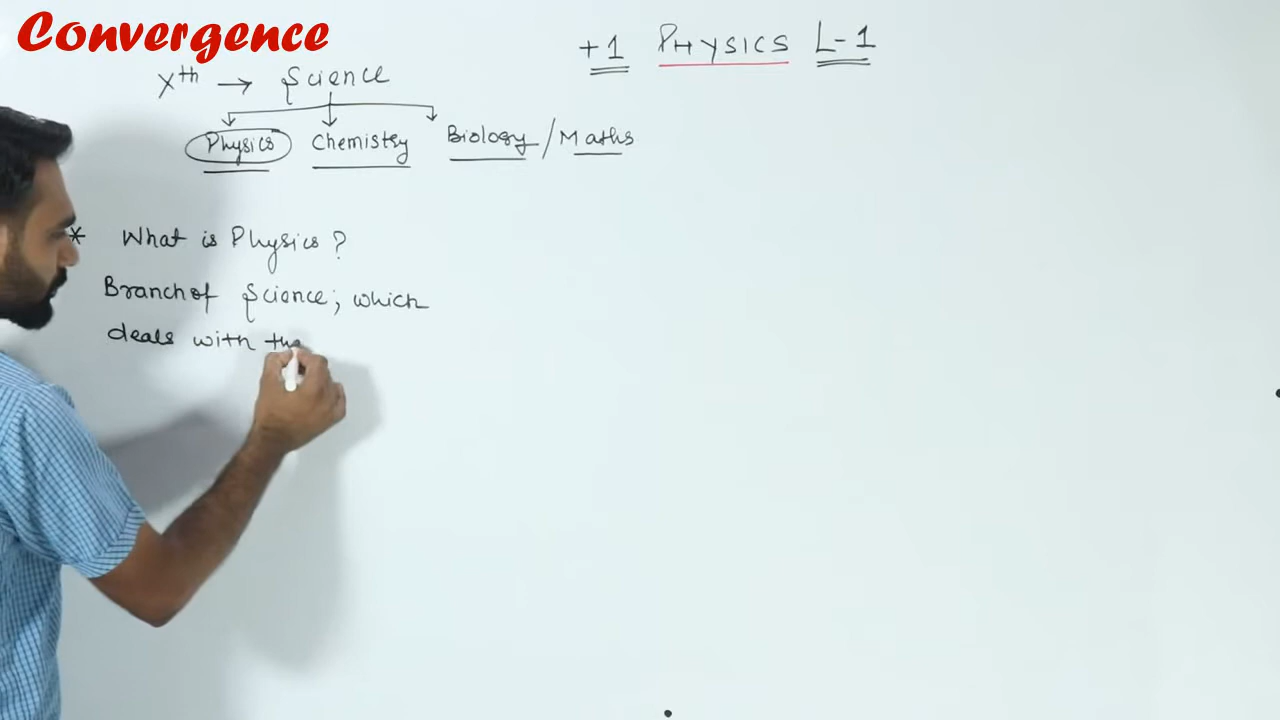 Convergence
+1 PHYSICS L-1
Xth → Science
Physics Chemistry Biology / Maths
* What is Physics?
Branch of Science; which
deals with the